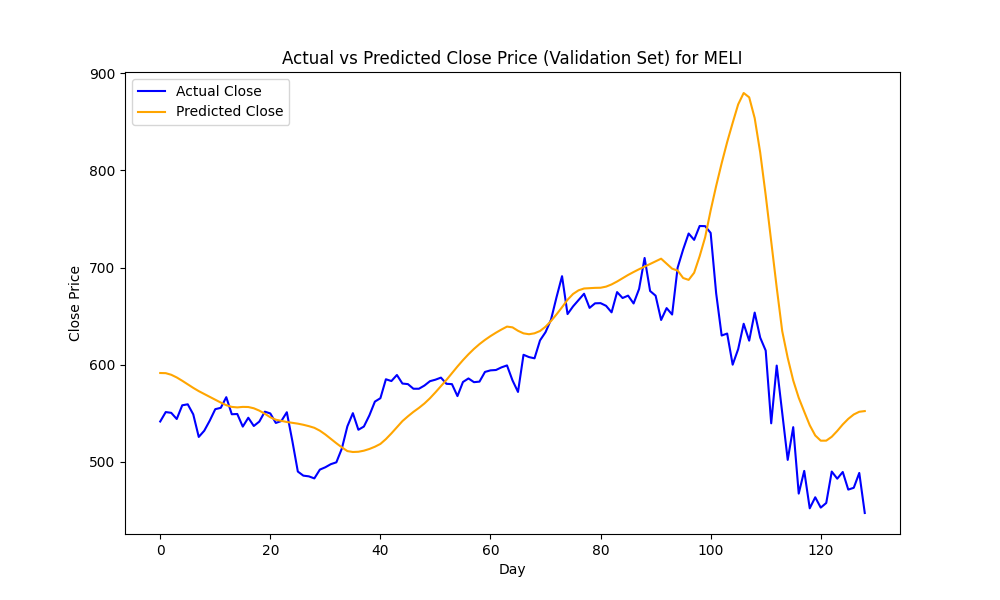 Actual vs Predicted Close Price (Validation Set) for MELI
Actual Close
Predicted Close
Close Price
900
800
700
600
500
0 20 40 60 80 100 120
Day